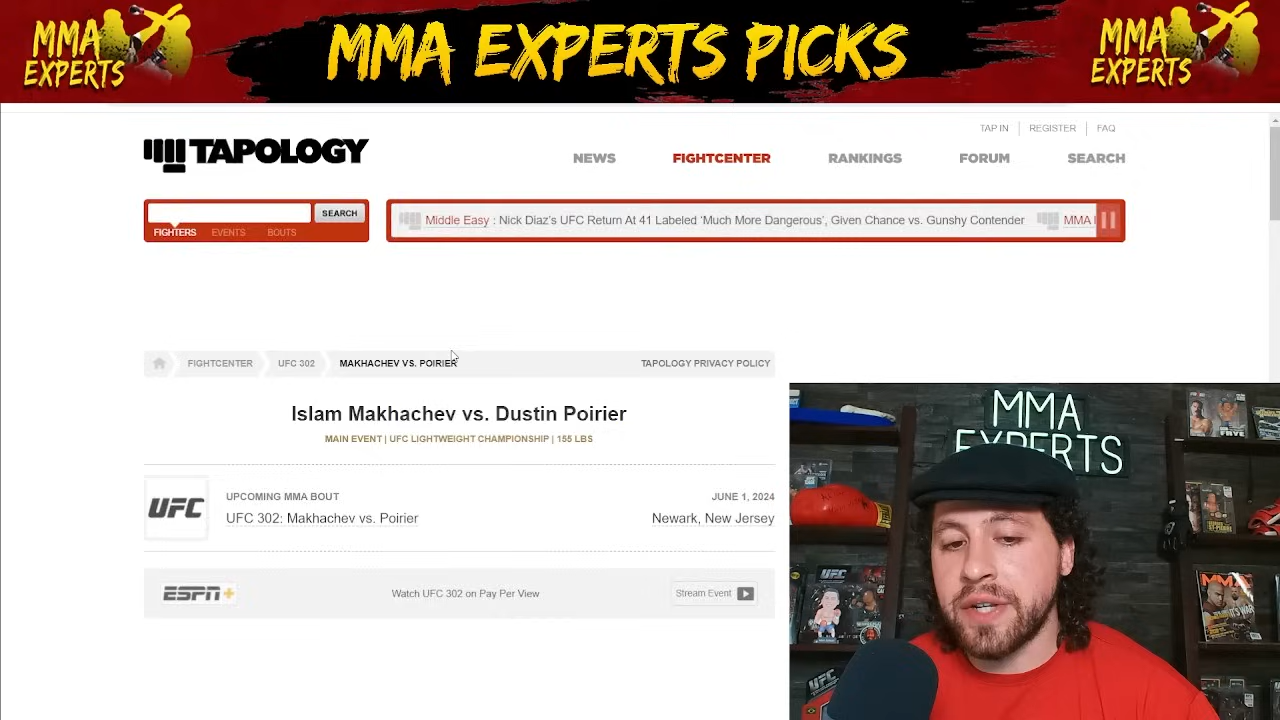 MMA EXPERTS
MMA EXPERTS PICKS
MMA EXPERTS
TAP IN
REGISTER
FAQ
TAPOLOGY
NEWS
FIGHTCENTER
RANKINGS
FORUM
SEARCH
SEARCH
FIGHTERS
EVENTS
BOUTS
Middle Easy : Nick Diaz's UFC Return At 41 Labeled 'Much More Dangerous', Given Chance vs. Gunshy Contender
MMA
FIGHTCENTER
UFC 302
MAKHACHEV VS. POIRIER
TAPOLOGY PRIVACY POLICY
Islam Makhachev vs. Dustin Poirier
MAIN EVENT | UFC LIGHTWEIGHT CHAMPIONSHIP | 155 LBS
UFC
UPCOMING MMA BOUT
JUNE 1, 2024
UFC 302: Makhachev vs. Poirier
Newark, New Jersey
ESPN+
Watch UFC 302 on Pay Per View
Stream Event
MMA
EXPERTS
UFC
MMA
UFC